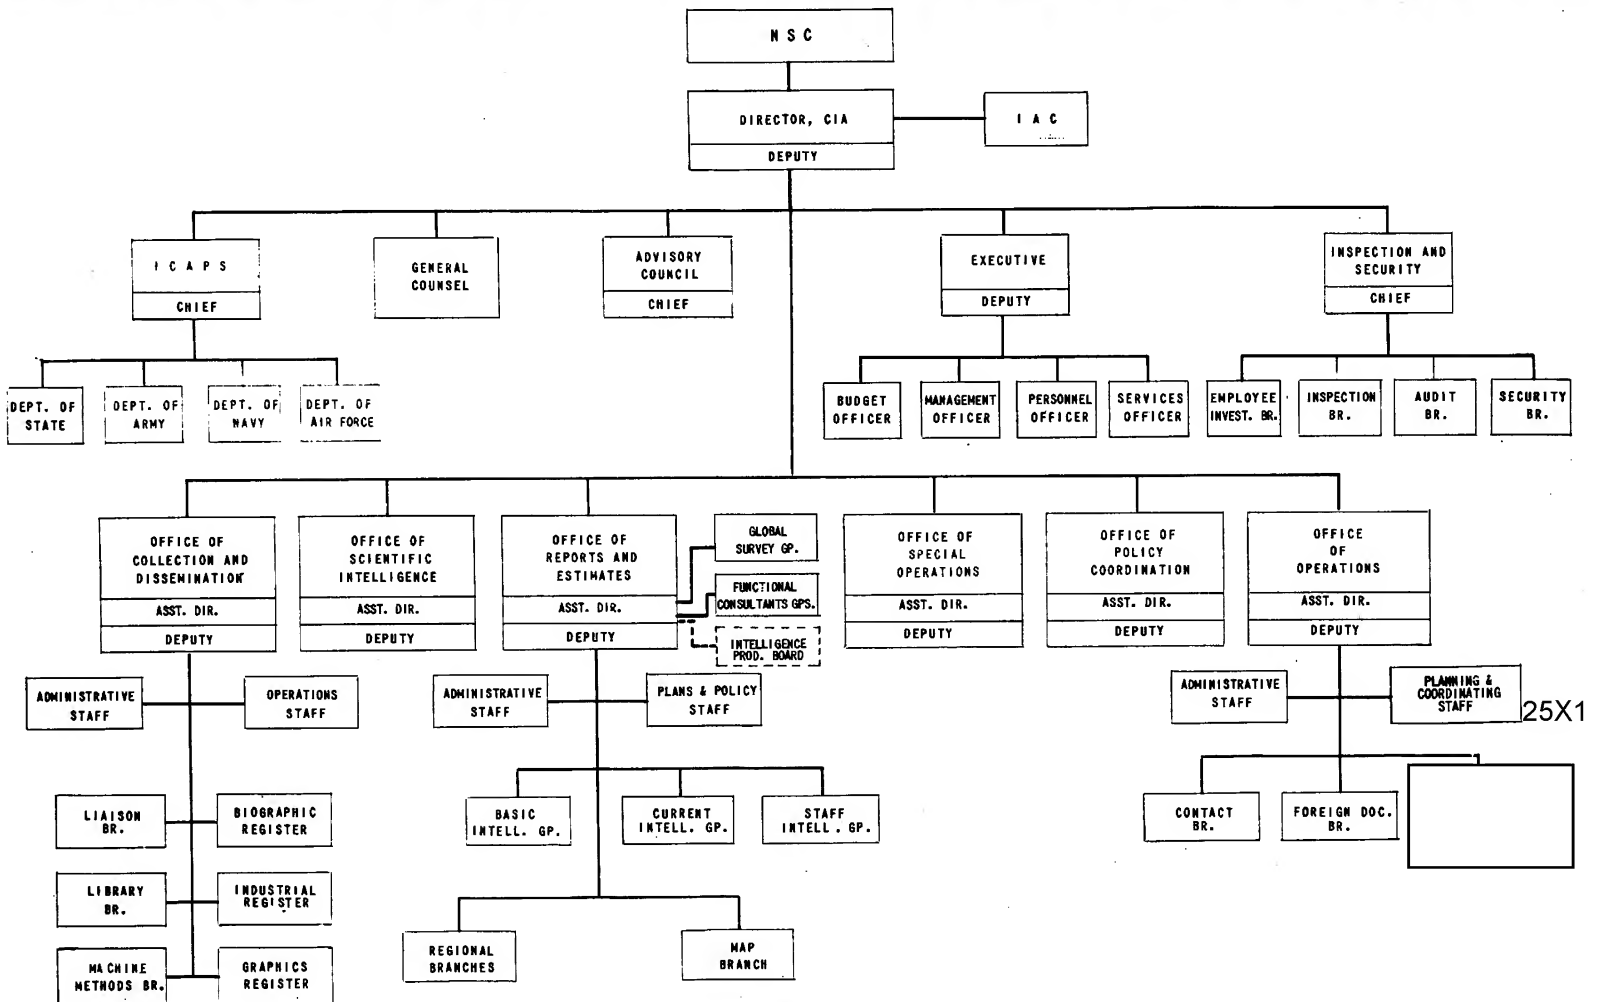 N S C
DIRECTOR, CIA
DEPUTY
I A C
I C A P S
CHIEF
GENERAL
COUNSEL
ADVISORY
COUNCIL
CHIEF
EXECUTIVE
DEPUTY
INSPECTION AND
SECURITY
CHIEF
DEPT. OF
STATE
DEPT. OF
ARMY
DEPT. OF
NAVY
DEPT. OF
AIR FORCE
BUDGET
OFFICER
MANAGEMENT
OFFICER
PERSONNEL
OFFICER
SERVICES
OFFICER
EMPLOYEE
INVEST. BR.
INSPECTION
BR.
AUDIT
BR.
SECURITY
BR.
OFFICE OF
COLLECTION AND
DISSEMINATION
ASST. DIR.
DEPUTY
OFFICE OF
SCIENTIFIC
INTELLIGENCE
ASST. DIR.
DEPUTY
OFFICE OF
REPORTS AND
ESTIMATES
ASST. DIR.
DEPUTY
GLOBAL
SURVEY GP.
FUNCTIONAL
CONSULTANTS GPS.
INTELLIGENCE
PROD. BOARD
OFFICE OF
SPECIAL
OPERATIONS
ASST. DIR.
DEPUTY
OFFICE OF
POLICY
COORDINATION
ASST. DIR.
DEPUTY
OFFICE
OF
OPERATIONS
ASST. DIR.
DEPUTY
ADMINISTRATIVE
STAFF
OPERATIONS
STAFF
ADMINISTRATIVE
STAFF
PLANS & POLICY
STAFF
ADMINISTRATIVE
STAFF
PLANNING &
COORDINATING
STAFF
25X1
LIAISON
BR.
BIOGRAPHIC
REGISTER
BASIC
INTELL. GP.
CURRENT
INTELL. GP.
STAFF
INTELL. GP.
CONTACT
BR.
FOREIGN DOC.
BR.
LIBRARY
BR.
INDUSTRIAL
REGISTER
REGIONAL
BRANCHES
MAP
BRANCH
MACHINE
METHODS BR.
GRAPHICS
REGISTER